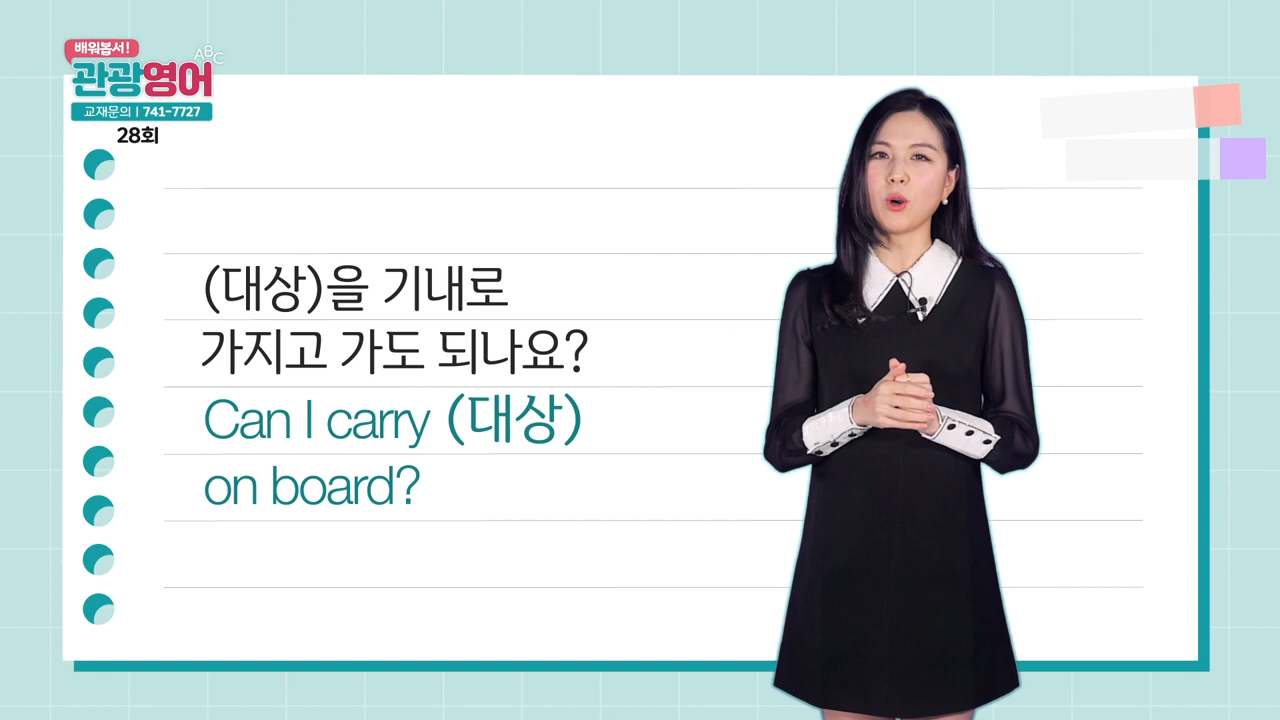 배워봅서!
ABC
관광영어
교재문의 | 741-7727
28회
(대상)을 기내로
가지고 가도 되나요?
Can I carry (대상)
on board?